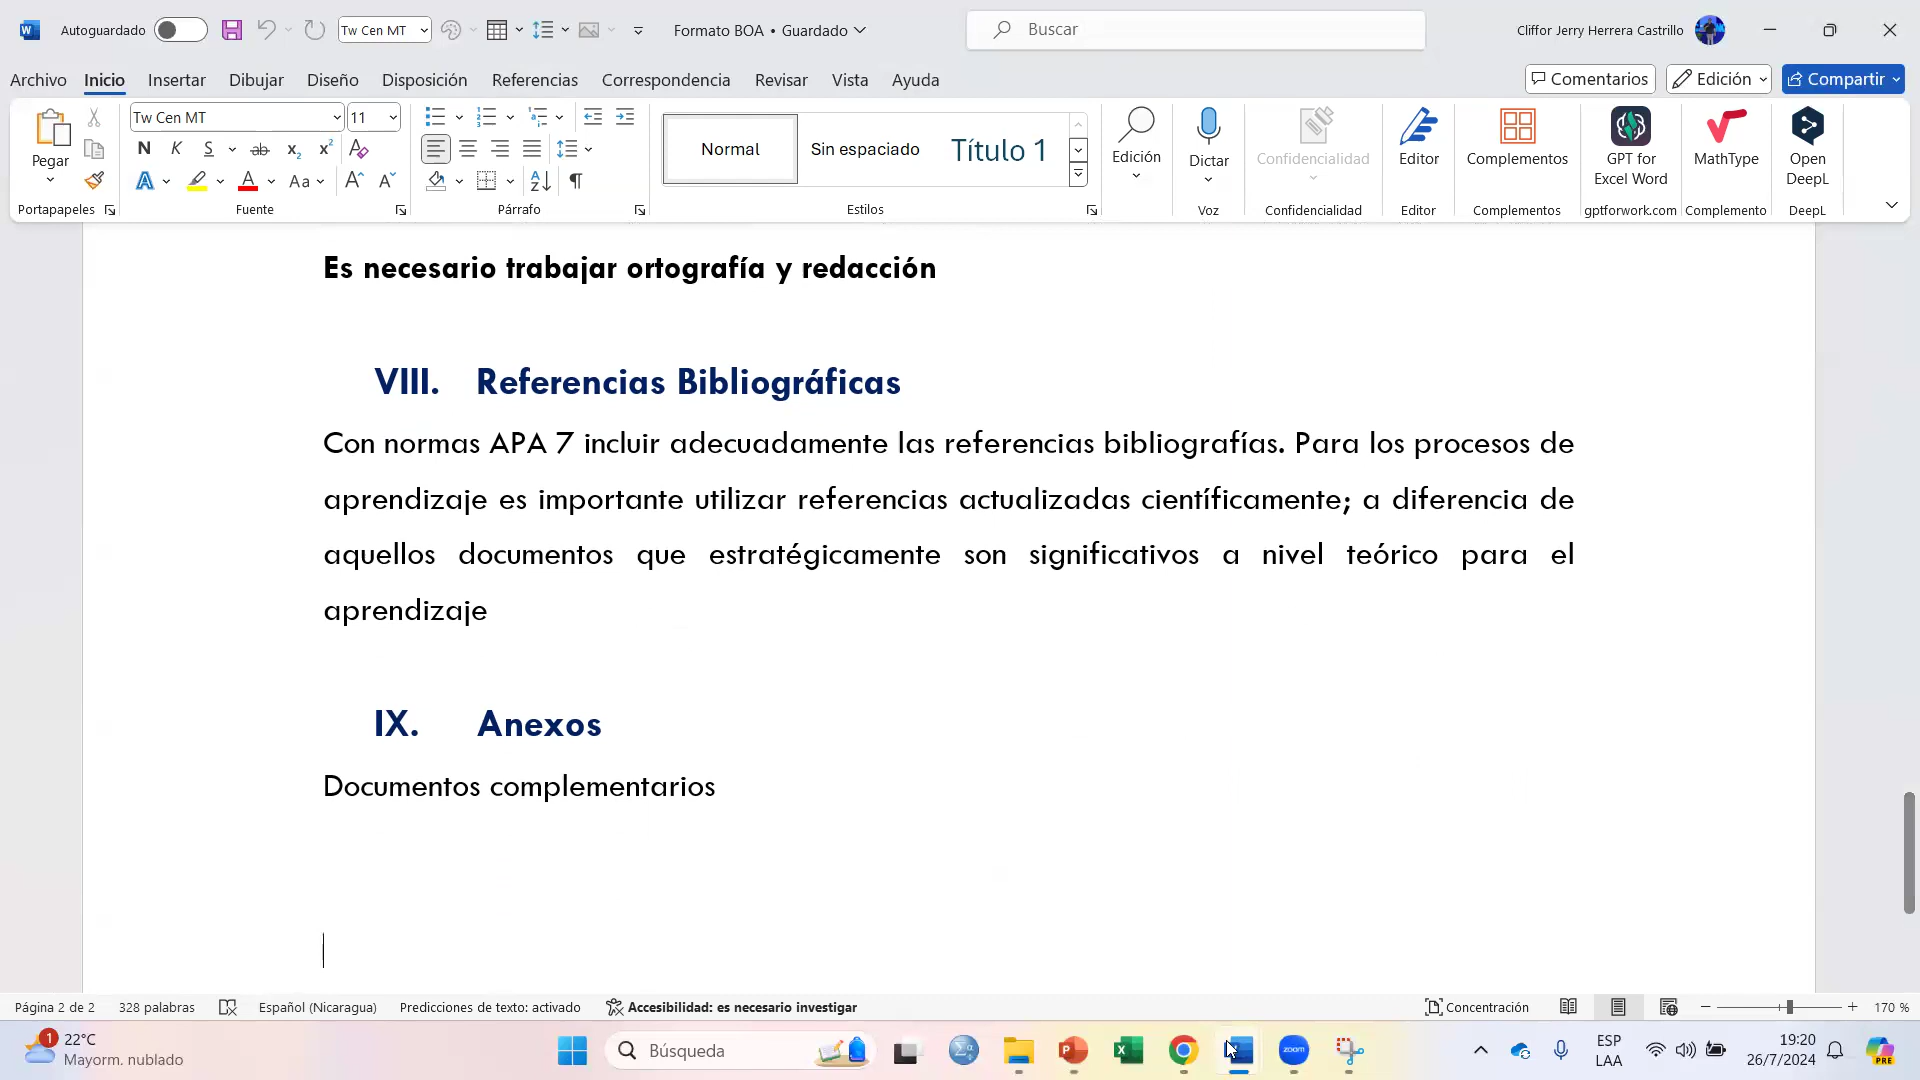 Autoguardado
Tw Cen MT
Formato BOA • Guardado
Buscar
Cliffor Jerry Herrera Castrillo
Archivo
Inicio
Insertar
Dibujar
Diseño
Disposición
Referencias
Correspondencia
Revisar
Vista
Ayuda
Comentarios
Edición
Compartir
Pegar
Portapapeles
Tw Cen MT
11
N K S ab x₂ x²
Aa
Fuente
Párrafo
Normal
Sin espaciado
Título 1
Estilos
Edición
Dictar
Voz
Confidencialidad
Confidencialidad
Editor
Editor
Complementos
Complementos
GPT for
Excel Word
gptforwork.com
MathType
Complemento
Open
DeepL
DeepL
Es necesario trabajar ortografía y redacción
VIII. Referencias Bibliográficas
Con normas APA 7 incluir adecuadamente las referencias bibliografías. Para los procesos de
aprendizaje es importante utilizar referencias actualizadas científicamente; a diferencia de
aquellos documentos que estratégicamente son significativos a nivel teórico para el
aprendizaje
IX. Anexos
Documentos complementarios
Página 2 de 2
328 palabras
Español (Nicaragua)
Predicciones de texto: activado
Accesibilidad: es necesario investigar
Concentración
170 %
1
22°C
Mayorm. nublado
Búsqueda
zoom
ESP
LAA
19:20
26/7/2024
PRE